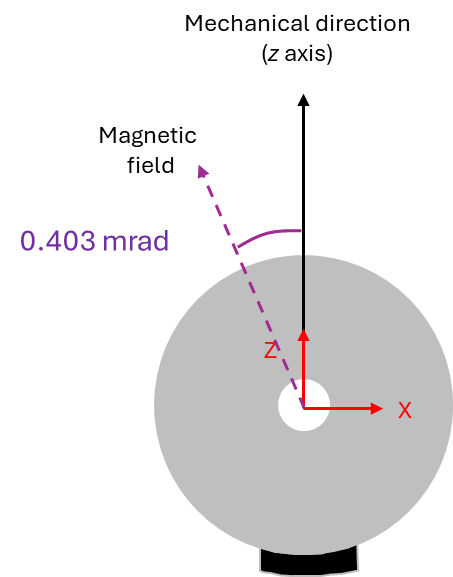 Mechanical direction
(z axis)
Magnetic
field
0.403 mrad
Z
X